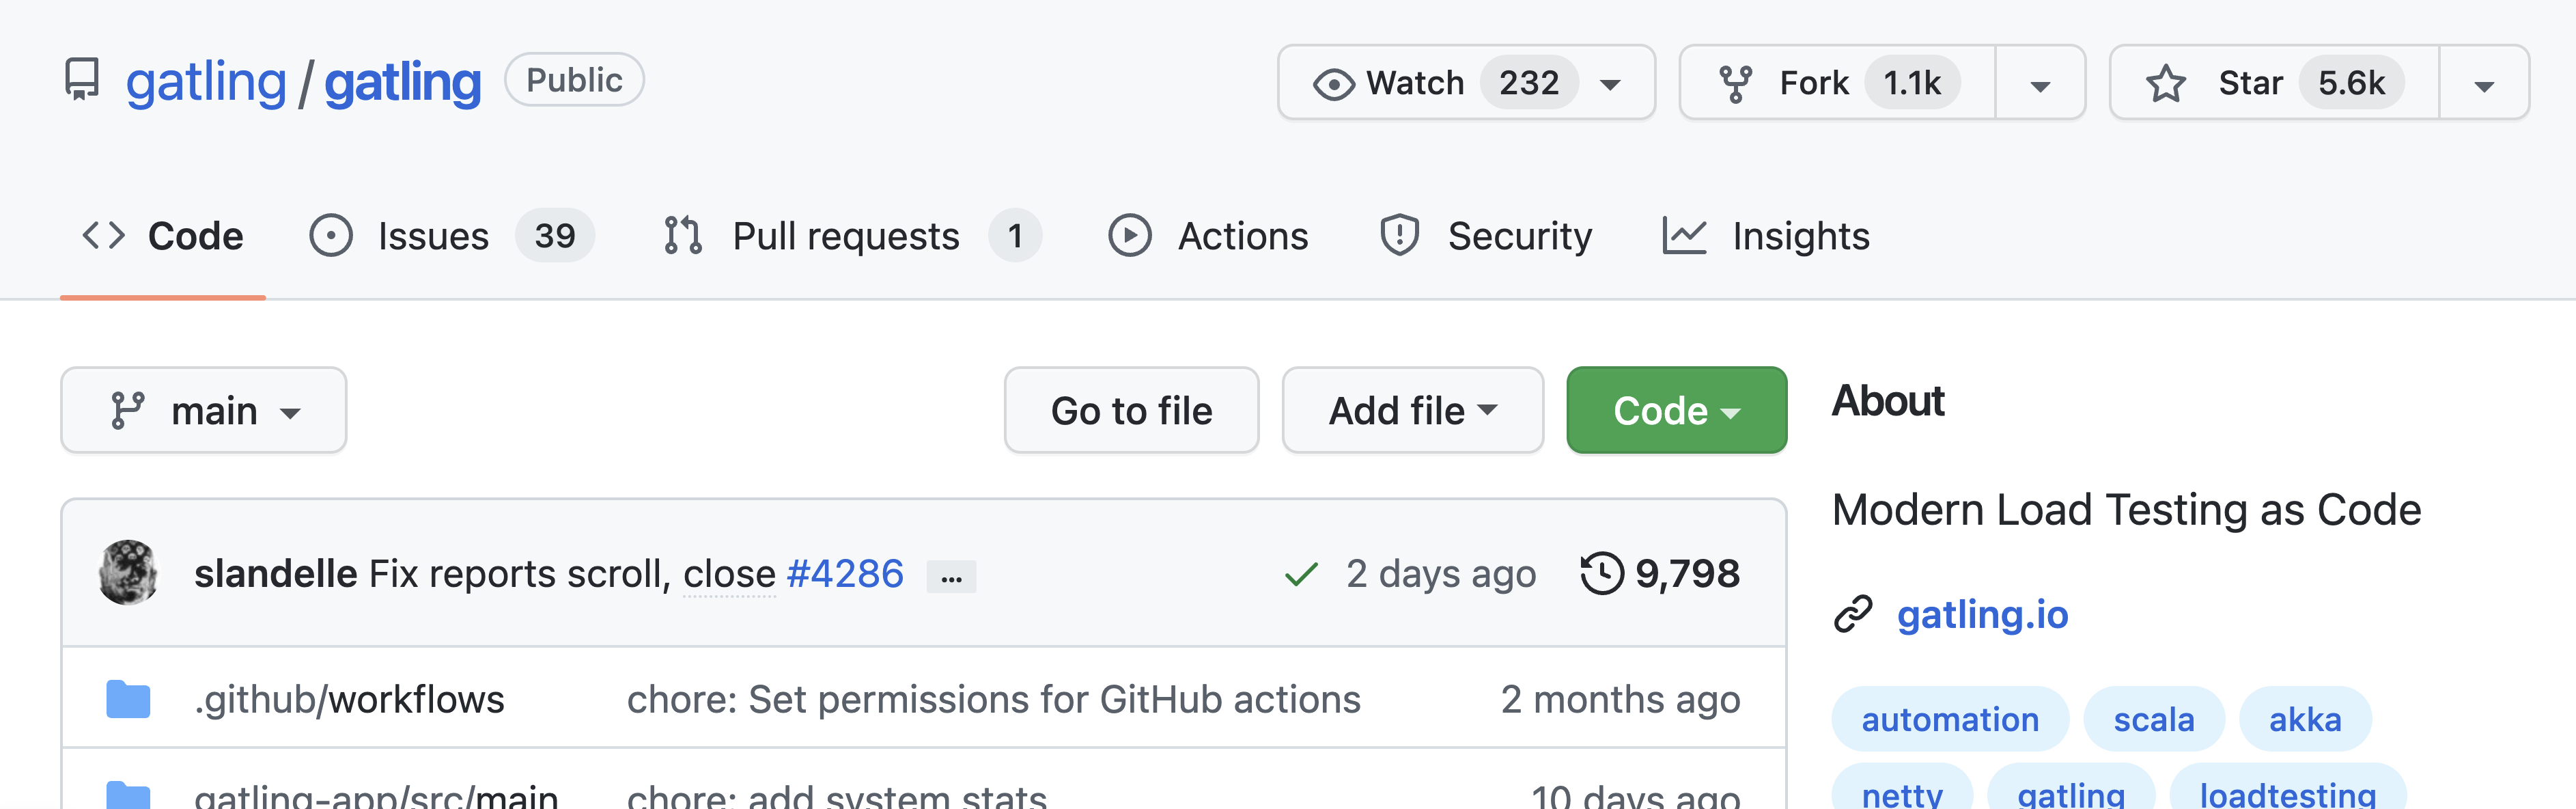 gatling / gatling Public Watch 232 Fork 1.1k Star 5.6k
Code Issues 39 Pull requests 1 Actions Security Insights
main Go to file Add file Code
slandelle Fix reports scroll, close #4286 ... 2 days ago 9,798
.github/workflows chore: Set permissions for GitHub actions 2 months ago
gatling-app/src/main chore: add system stats 10 days ago
About
Modern Load Testing as Code
gatling.io
automation scala akka
netty gatling loadtesting